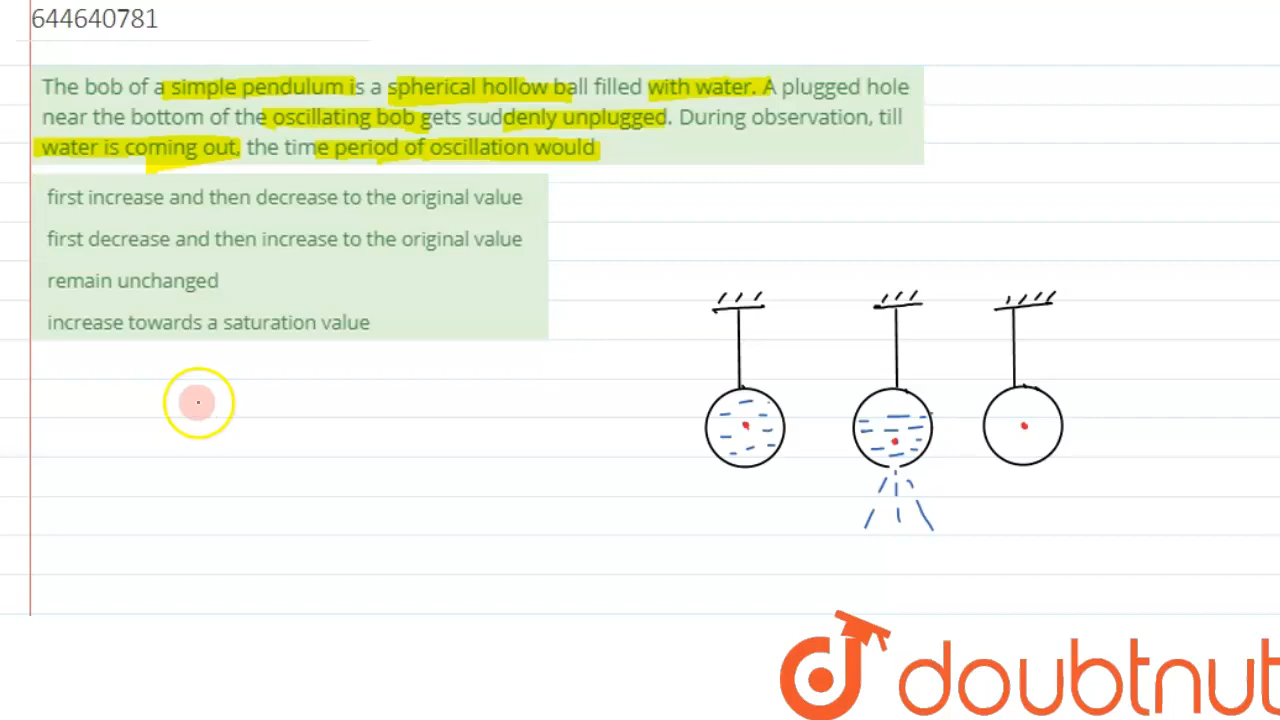 644640781
The bob of a simple pendulum is a spherical hollow ball filled with water. A plugged hole
near the bottom of the oscillating bob gets suddenly unplugged. During observation, till
water is coming out, the time period of oscillation would
first increase and then decrease to the original value
first decrease and then increase to the original value
remain unchanged
increase towards a saturation value
doubtnut